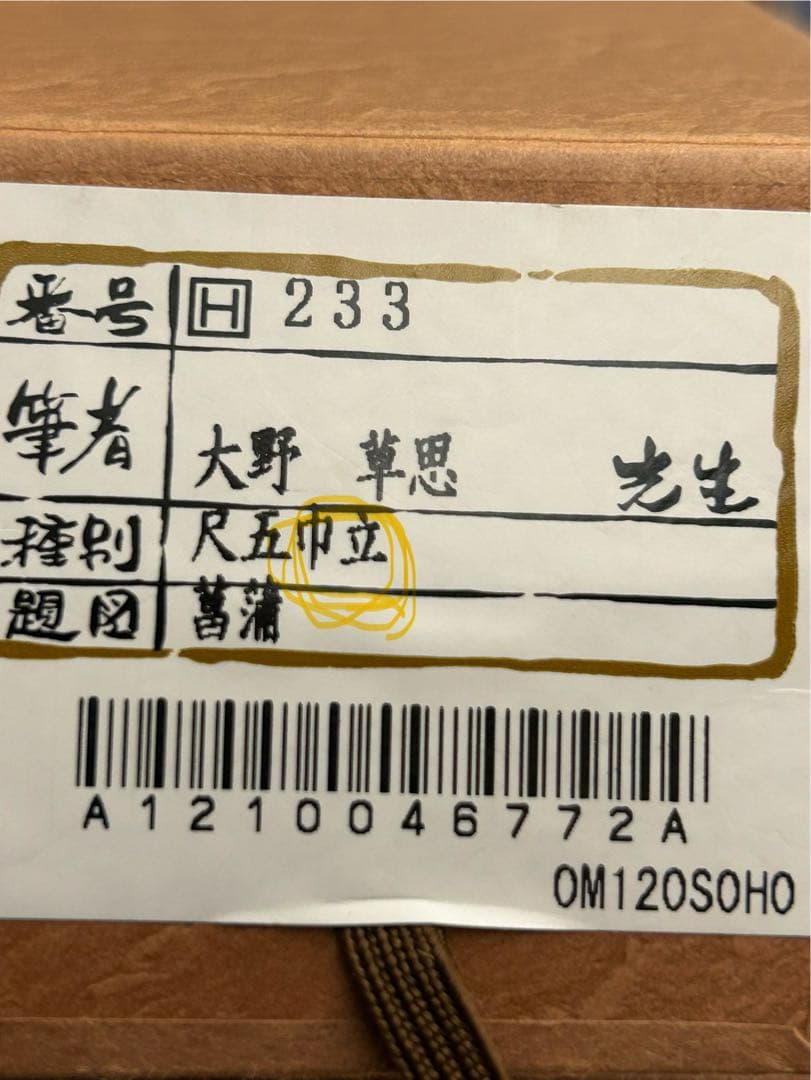 番号 H 233
筆者 大野 草思 先生
種別 尺五巾立
題図 菖蒲
A1210046772A
OM120SOHO